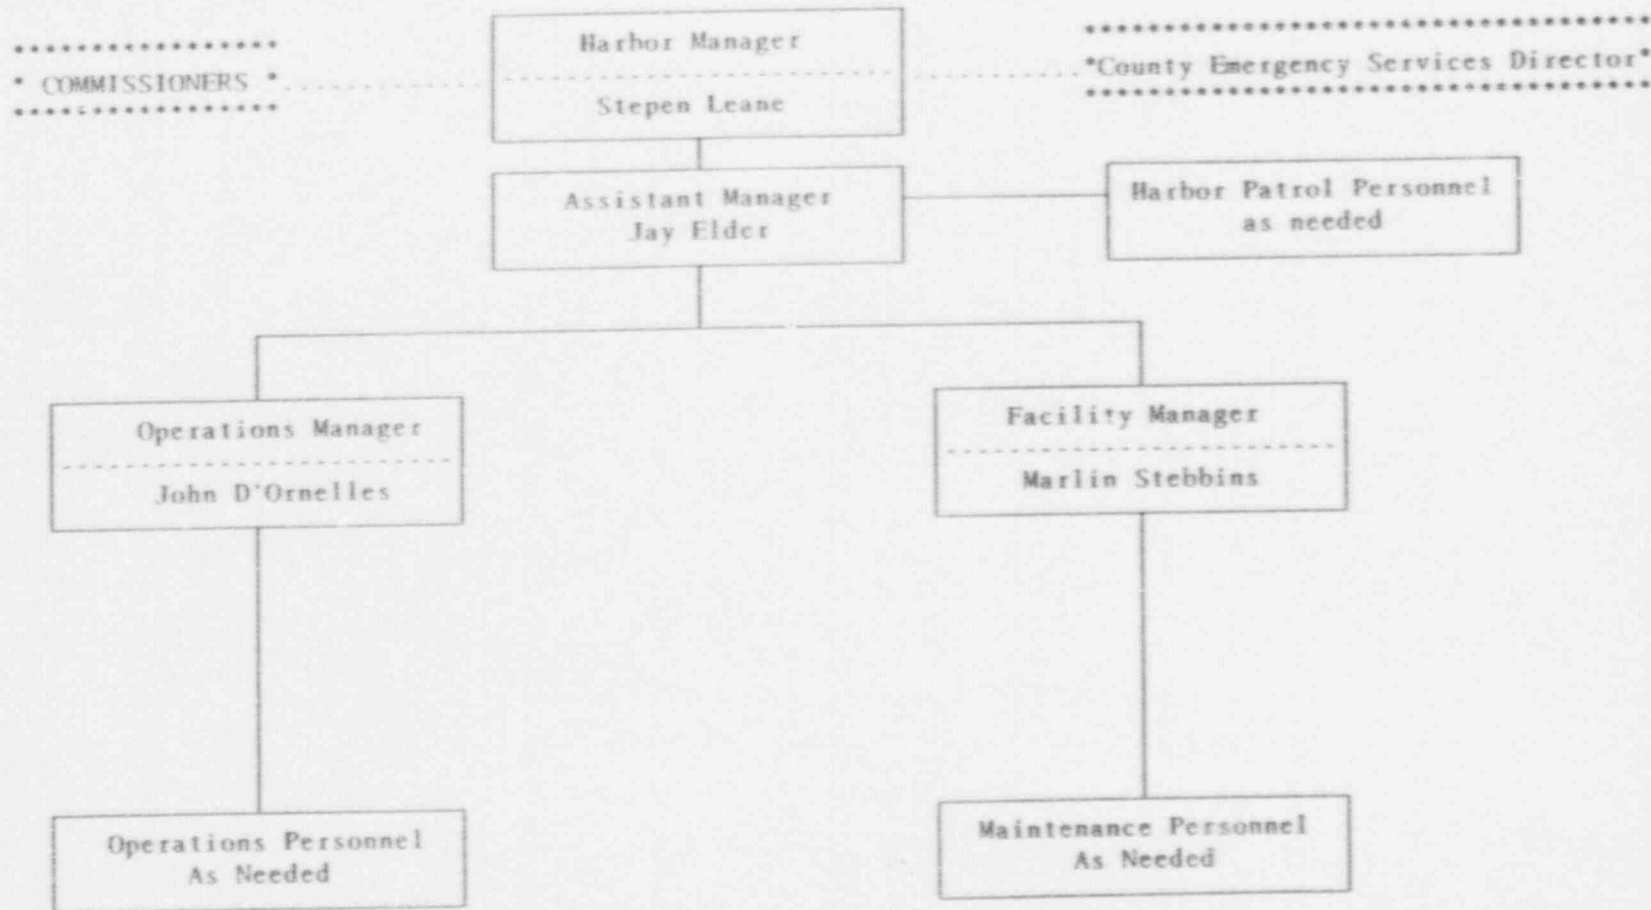 Harbor Manager
Stepen Leane
* COMMISSIONERS *
*County Emergency Services Director*
Assistant Manager
Jay Elder
Harbor Patrol Personnel
as needed
Operations Manager
John D'Ornelles
Facility Manager
Marlin Stebbins
Operations Personnel
As Needed
Maintenance Personnel
As Needed